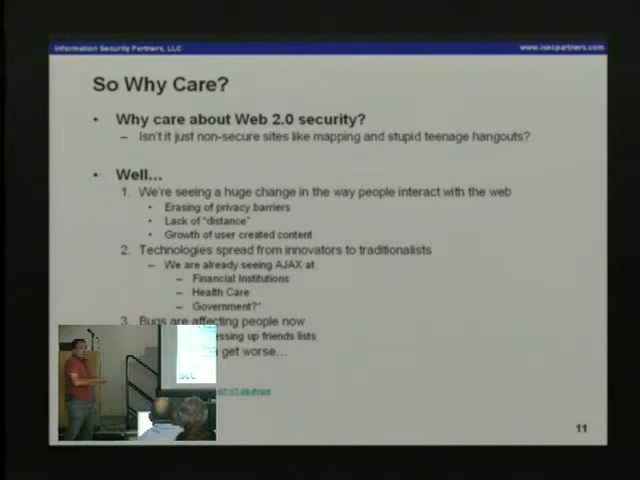 Information Security Partners, LLC
www.isecpartners.com
So Why Care?
• Why care about Web 2.0 security?
– Isn't it just non-secure sites like mapping and stupid teenage hangouts?
• Well…
1. We're seeing a huge change in the way people interact with the web
• Erasing of privacy barriers
• Lack of "distance"
• Growth of user created content
2. Technologies spread from innovators to traditionalists
– We are already seeing AJAX at
– Financial Institutions
– Health Care
– Government?*
3. Bugs are affecting people now
up friends lists
get worse…
11